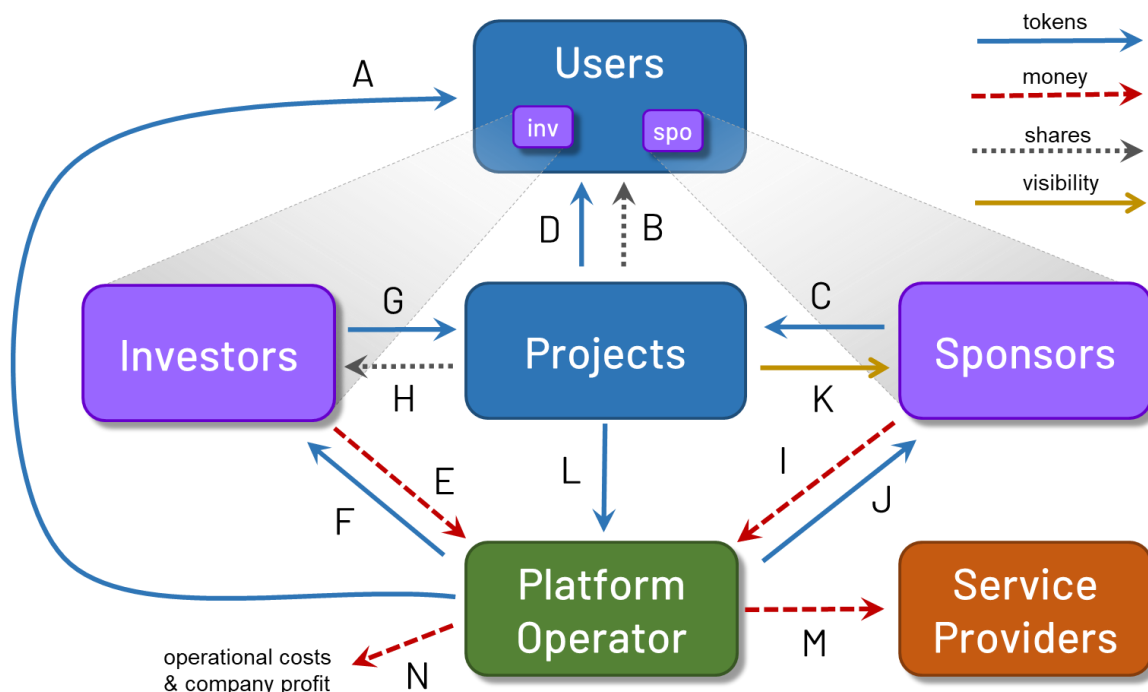 tokens
A
Users
money
inv
spo
shares
visibility
D
B
G
C
Investors
Projects
Sponsors
H
K
E
L
I
F
J
Platform
Operator
Service
Providers
M
operational costs
& company profit
N